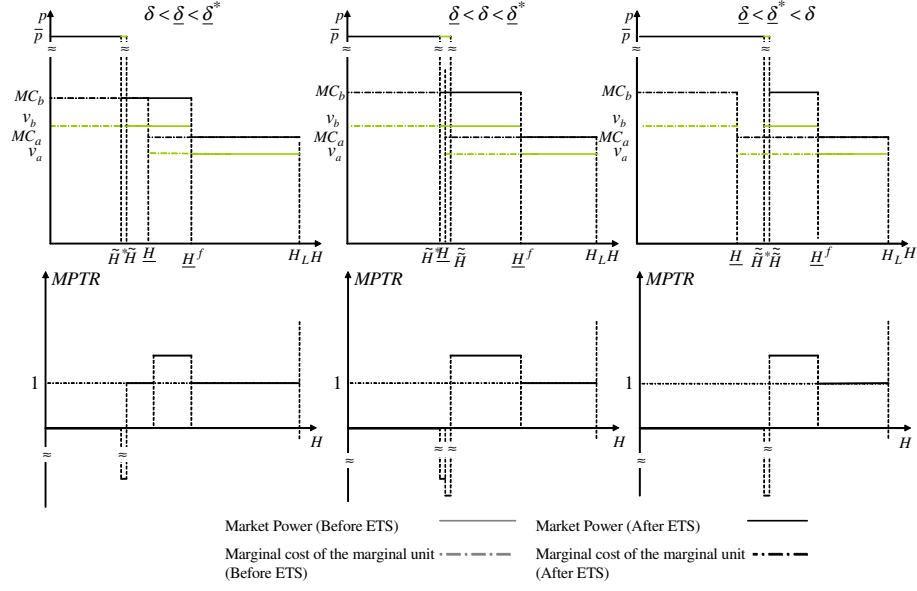 p δ < δ̲ < δ̲*
p̄
≈ ≈
MC_b
v_b
MC_a
v_a
H̃* H̃ H̲ H̲^f H_L H
p δ̲ < δ < δ̲*
p̄
≈ ≈ ≈
MC_b
v_b
MC_a
v_a
H̃* H̲ H̃ H̲^f H_L H
p δ̲ < δ̲* < δ
p̄
≈ ≈
MC_b
v_b
MC_a
v_a
H̲ H̃* H̃ H̲^f H_L H
MPTR
1
H
≈ ≈
MPTR
1
H
≈ ≈ ≈
MPTR
1
H
≈ ≈
Market Power (Before ETS)
Market Power (After ETS)
Marginal cost of the marginal unit
(Before ETS)
Marginal cost of the marginal unit
(After ETS)